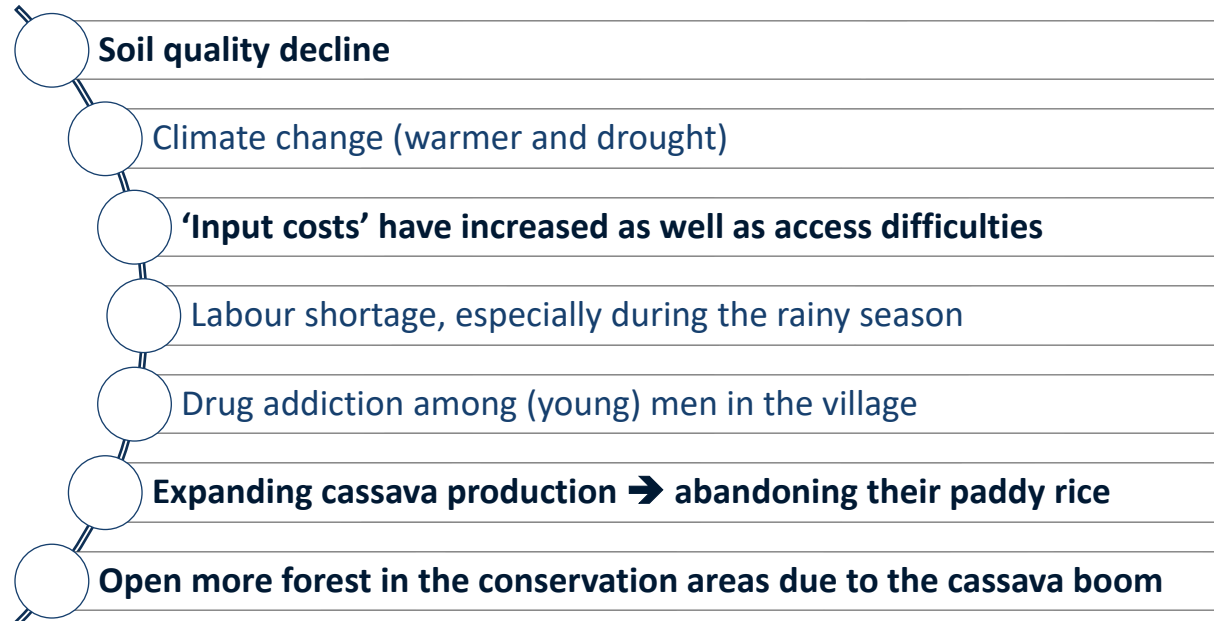 Soil quality decline
Climate change (warmer and drought)
‘Input costs’ have increased as well as access difficulties
Labour shortage, especially during the rainy season
Drug addiction among (young) men in the village
Expanding cassava production ➔ abandoning their paddy rice
Open more forest in the conservation areas due to the cassava boom